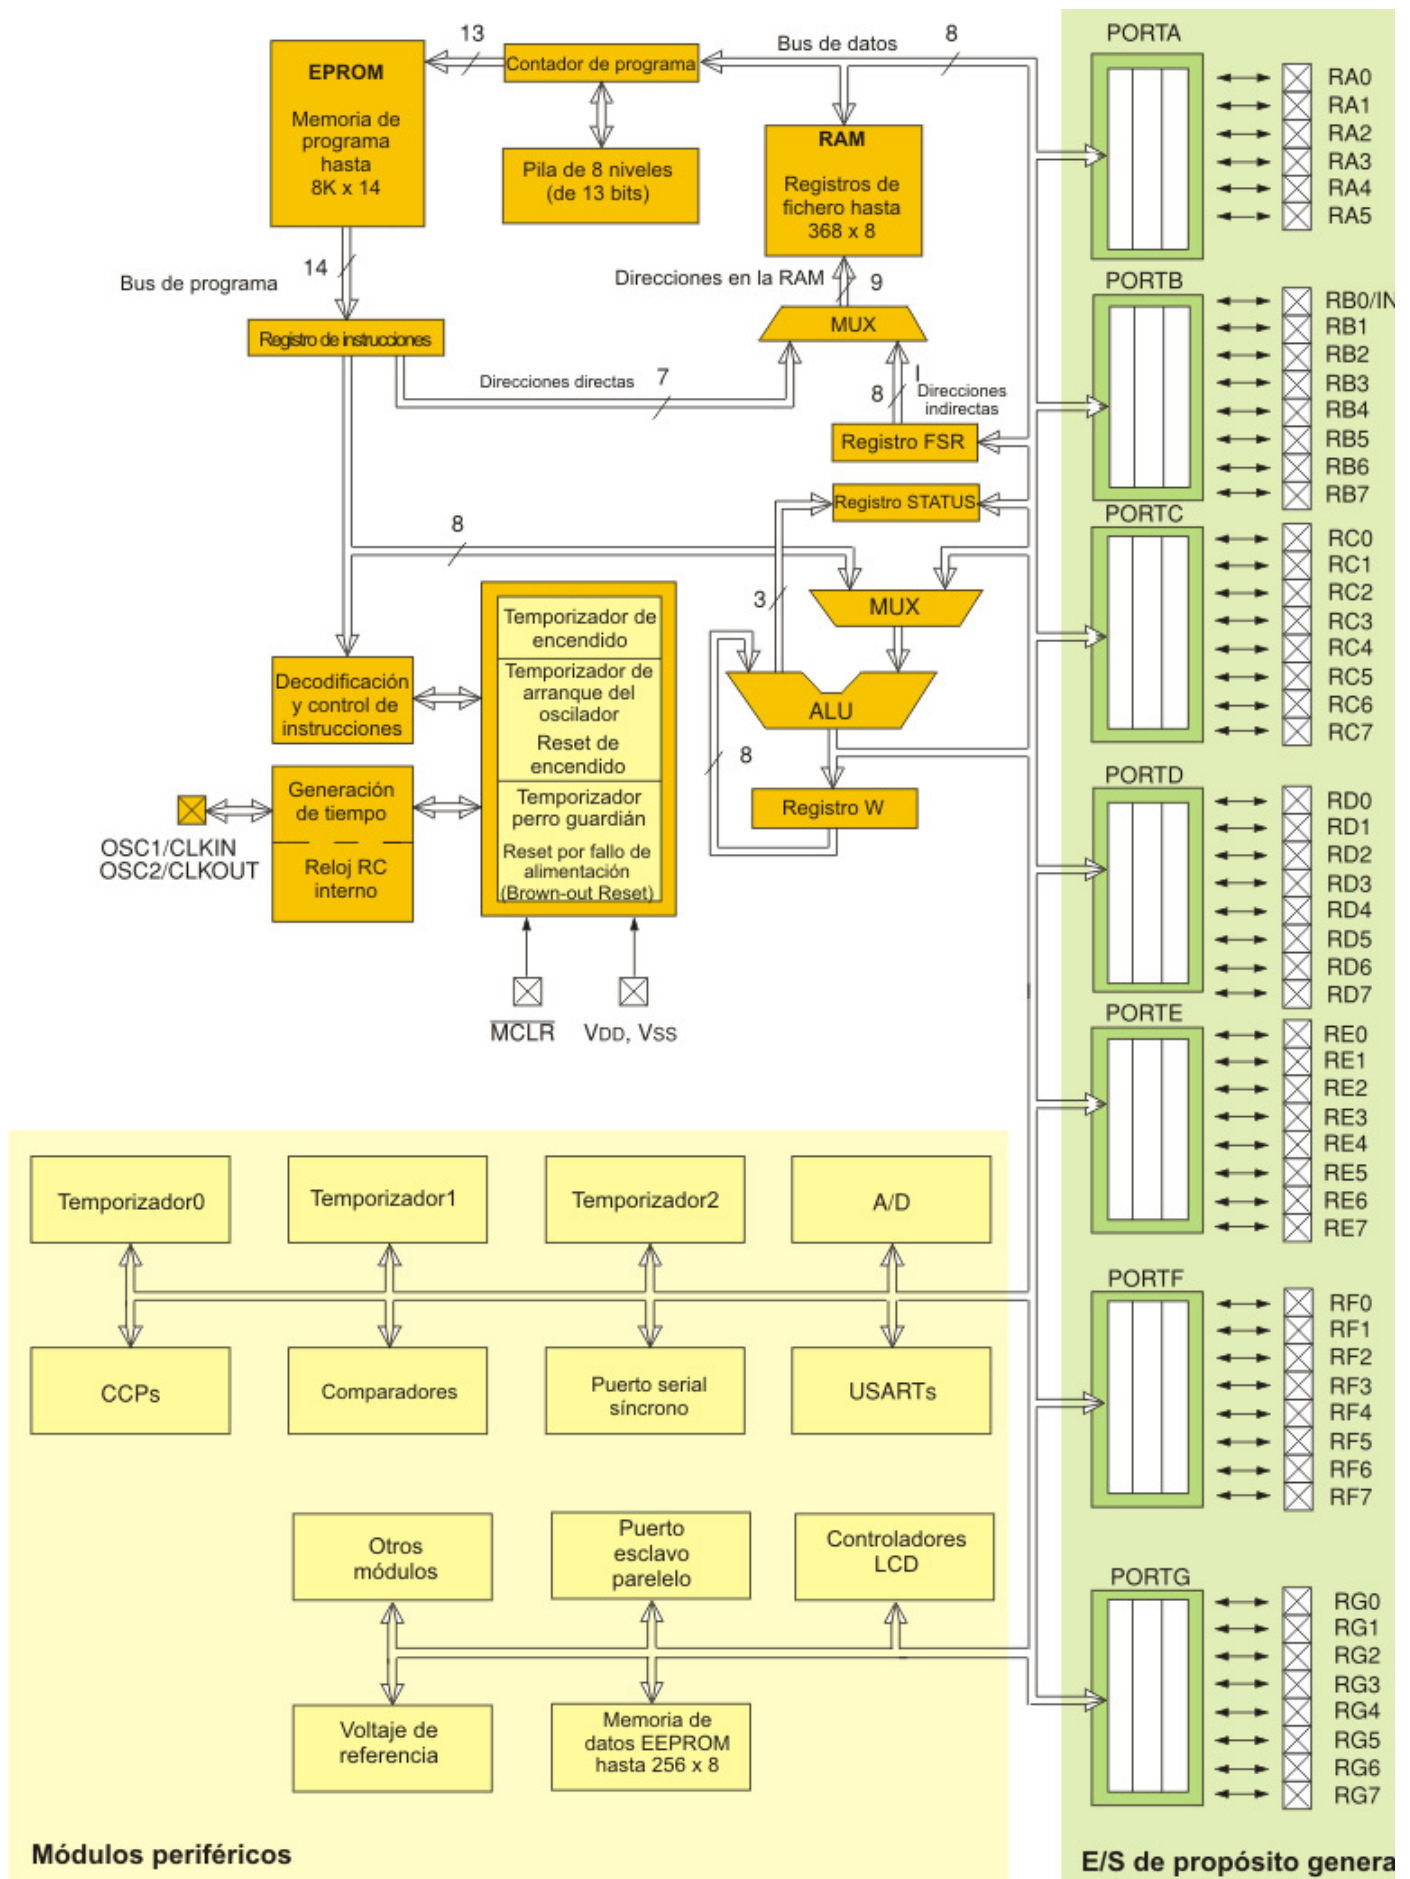 13
Bus de datos
8
EPROM
Memoria de
programa
hasta
8K x 14
Contador de programa
Pila de 8 niveles
(de 13 bits)
RAM
Registros de
fichero hasta
368 x 8
14
Bus de programa
Direcciones en la RAM
9
Registro de instrucciones
MUX
Direcciones directas
7
8
Direcciones
indirectas
Registro FSR
Registro STATUS
8
3
MUX
ALU
8
Registro W
Decodificación
y control de
instrucciones
Generación
de tiempo
Reloj RC
interno
OSC1/CLKIN
OSC2/CLKOUT
Temporizador de
encendido
Temporizador de
arranque del
oscilador
Reset de
encendido
Temporizador
perro guardián
Reset por fallo de
alimentación
(Brown-out Reset)
MCLR
VDD, VSS
PORTA
RA0
RA1
RA2
RA3
RA4
RA5
PORTB
RB0/IN
RB1
RB2
RB3
RB4
RB5
RB6
RB7
PORTC
RC0
RC1
RC2
RC3
RC4
RC5
RC6
RC7
PORTD
RD0
RD1
RD2
RD3
RD4
RD5
RD6
RD7
PORTE
RE0
RE1
RE2
RE3
RE4
RE5
RE6
RE7
PORTF
RF0
RF1
RF2
RF3
RF4
RF5
RF6
RF7
PORTG
RG0
RG1
RG2
RG3
RG4
RG5
RG6
RG7
E/S de propósito genera
Temporizador0
Temporizador1
Temporizador2
A/D
CCPs
Comparadores
Puerto serial
síncrono
USARTs
Otros
módulos
Puerto
esclavo
parelelo
Controladores
LCD
Voltaje de
referencia
Memoria de
datos EEPROM
hasta 256 x 8
Módulos periféricos